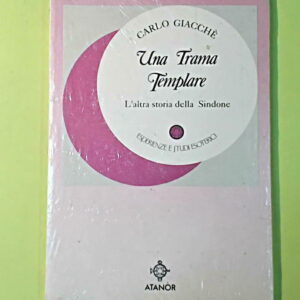 CARLO GIACCHÈ
Una Trama
Templare
L'altra storia della Sindone
ESPERIENZE E STUDI ESOTERICI
ATANÒR